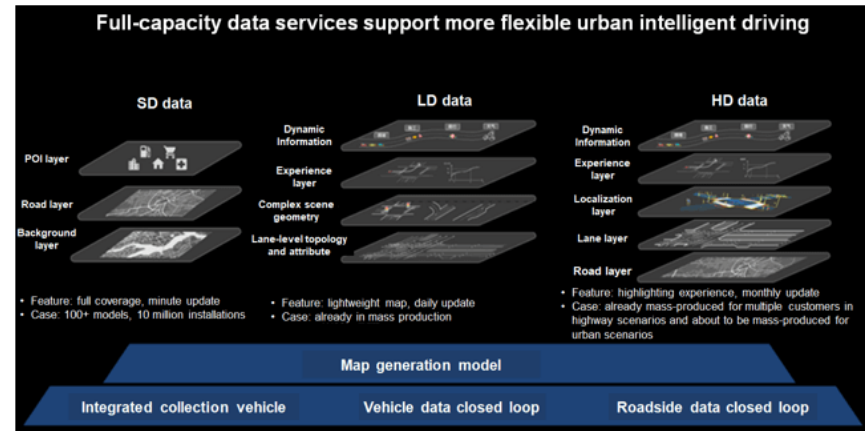 Full-capacity data services support more flexible urban intelligent driving
SD data
POI layer
Road layer
Background
layer
• Feature: full coverage, minute update
• Case: 100+ models, 10 million installations
LD data
Dynamic
Information
Experience
layer
Complex scene
geometry
Lane-level topology
and attribute
• Feature: lightweight map, daily update
• Case: already in mass production
HD data
Dynamic
Information
Experience
layer
Localization
layer
Lane layer
Road layer
• Feature: highlighting experience, monthly update
• Case: already mass-produced for multiple customers
in highway scenarios and about to be mass-produced for
urban scenarios
Map generation model
Integrated collection vehicle
Vehicle data closed loop
Roadside data closed loop